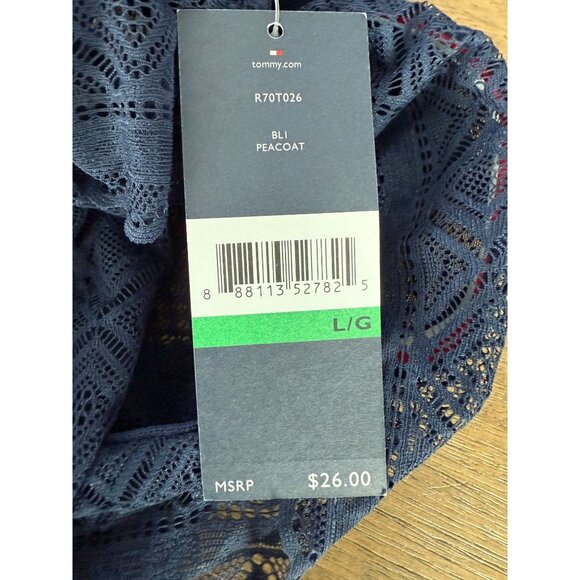 tommy.com
R70T026
BL1
PEACOAT
8 88113 52782 5
L/G
MSRP $26.00